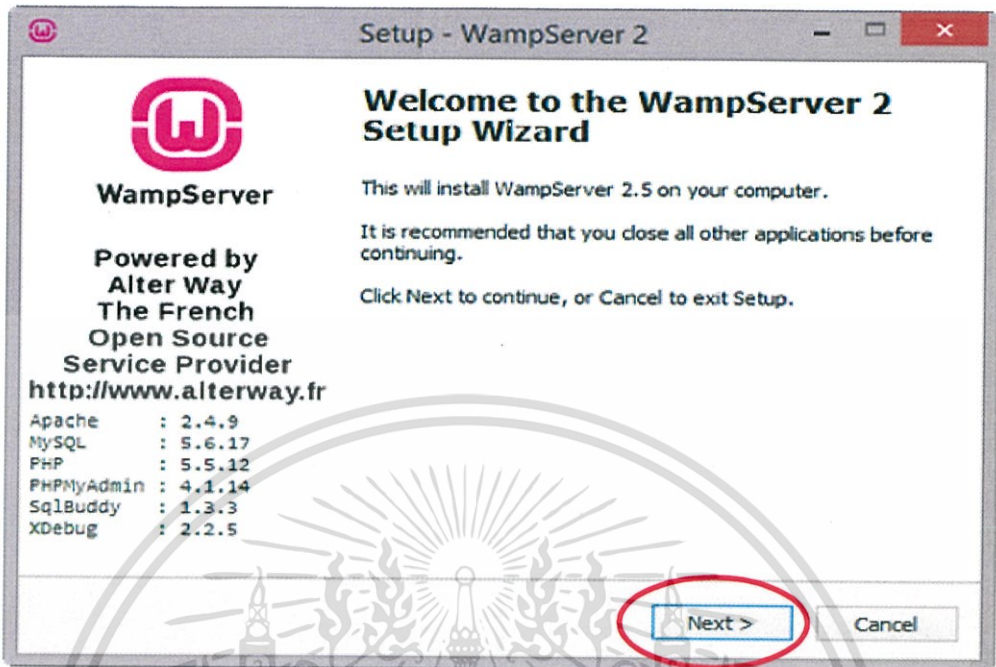 Setup - WampServer 2
WampServer
Powered by
Alter Way
The French
Open Source
Service Provider
http://www.alterway.fr
Apache : 2.4.9
MySQL : 5.6.17
PHP : 5.5.12
PHPMyAdmin : 4.1.14
SqlBuddy : 1.3.3
XDebug : 2.2.5
Welcome to the WampServer 2
Setup Wizard
This will install WampServer 2.5 on your computer.
It is recommended that you close all other applications before
continuing.
Click Next to continue, or Cancel to exit Setup.
Next >
Cancel